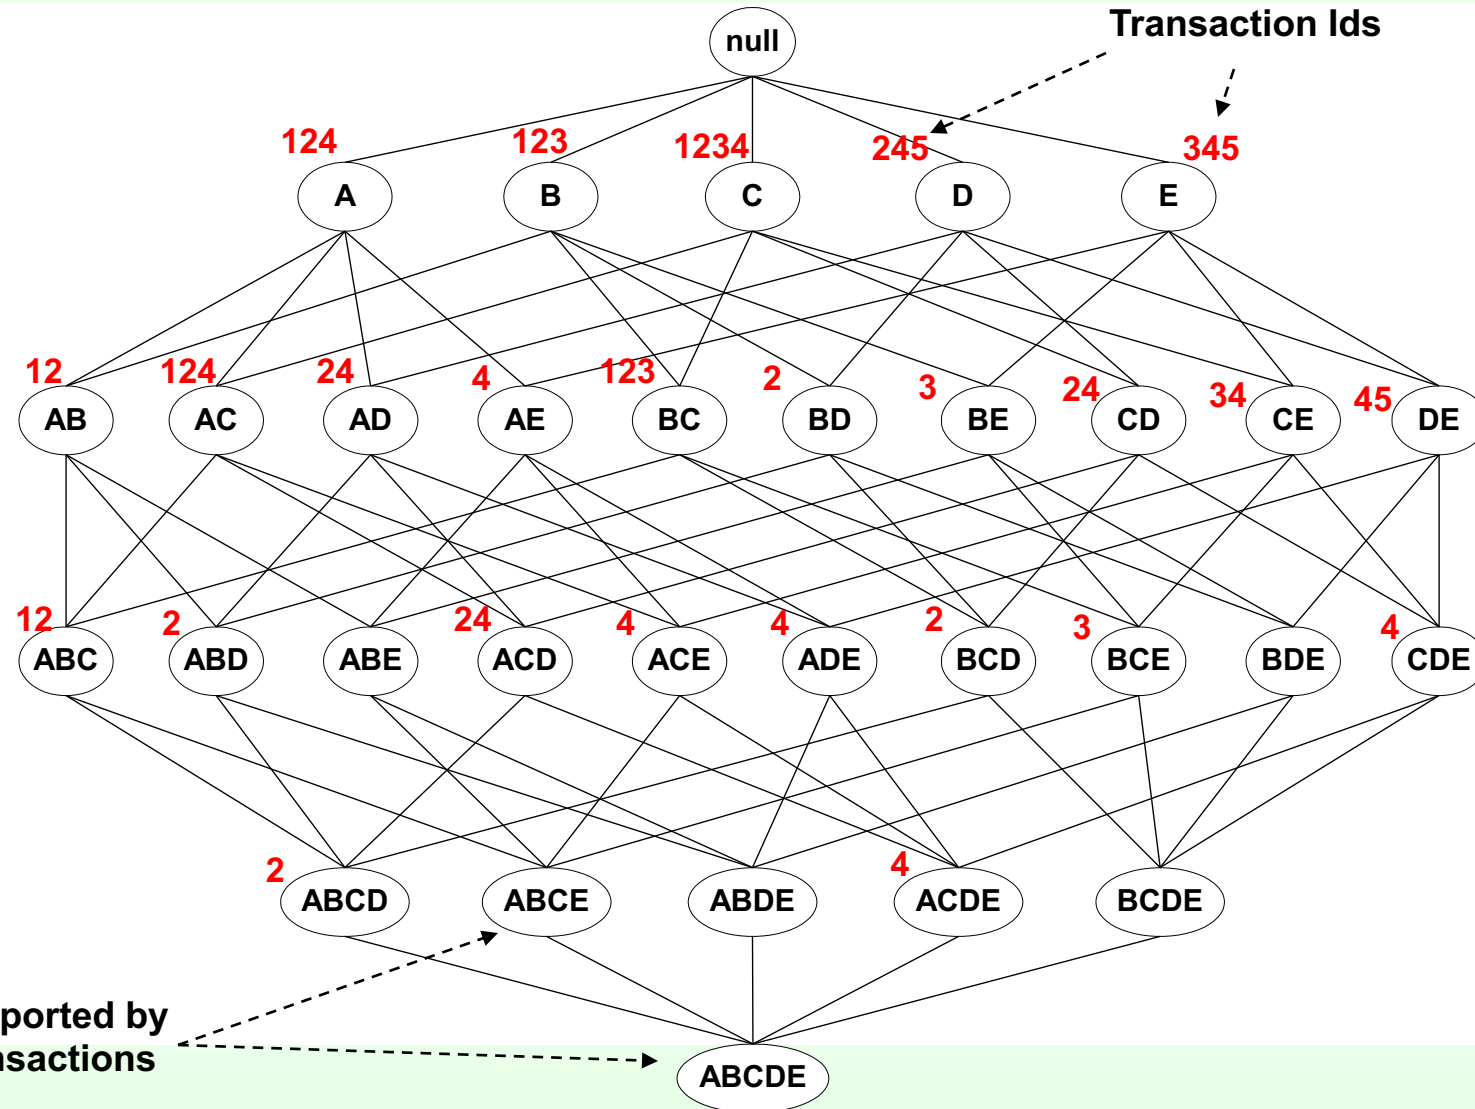 Transaction Ids
null
124 123 1234 245 345
A B C D E
12 124 24 4 123 2 3 24 34 45
AB AC AD AE BC BD BE CD CE DE
12 2 24 4 4 2 3 4
ABC ABD ABE ACD ACE ADE BCD BCE BDE CDE
2 4
ABCD ABCE ABDE ACDE BCDE
ported by
nsactions
ABCDE